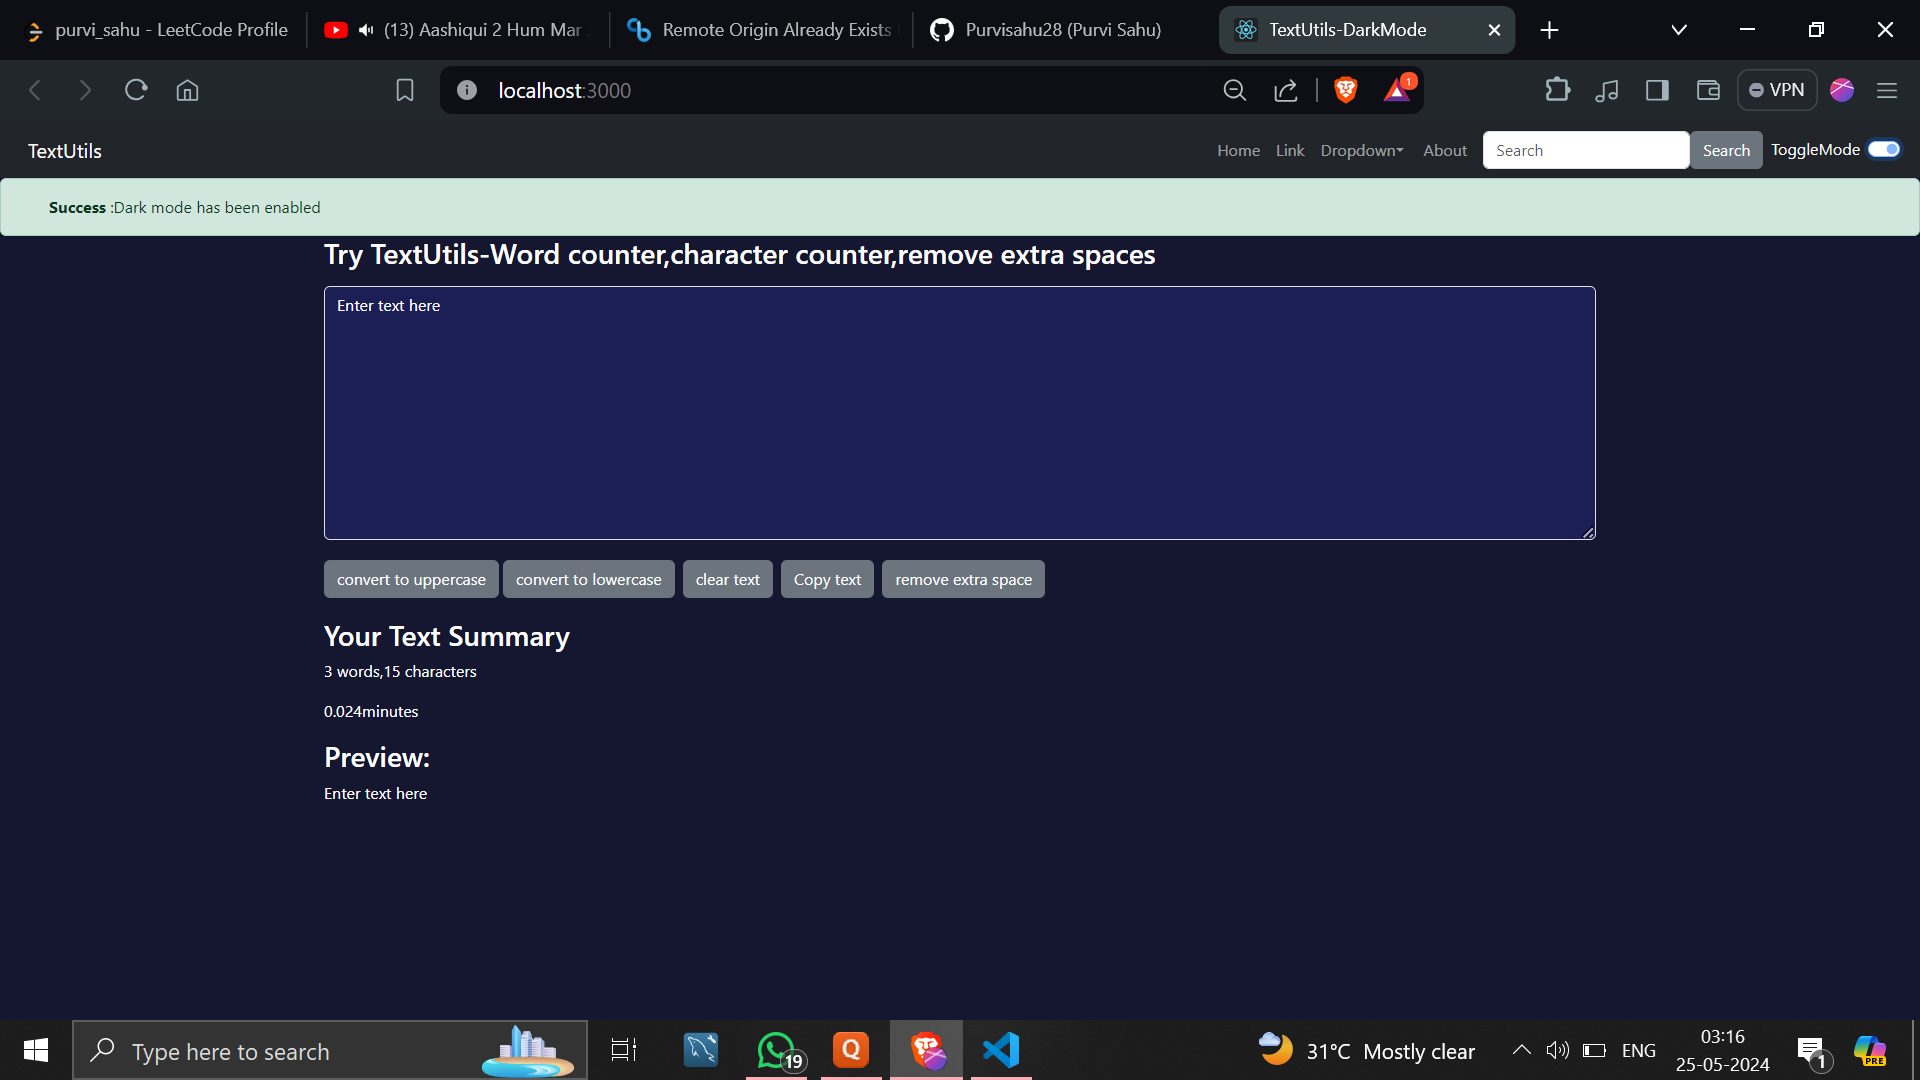 purvi_sahu - LeetCode Profile
(13) Aashiqui 2 Hum Mar
Remote Origin Already Exists
Purvisahu28 (Purvi Sahu)
TextUtils-DarkMode
localhost:3000
1
VPN
TextUtils
Home Link Dropdown About Search Search ToggleMode
Success :Dark mode has been enabled
Try TextUtils-Word counter,character counter,remove extra spaces
Enter text here
convert to uppercase convert to lowercase clear text Copy text remove extra space
Your Text Summary
3 words,15 characters
0.024minutes
Preview:
Enter text here
Type here to search
19
Q
31°C Mostly clear
ENG
03:16
25-05-2024
1
PRE